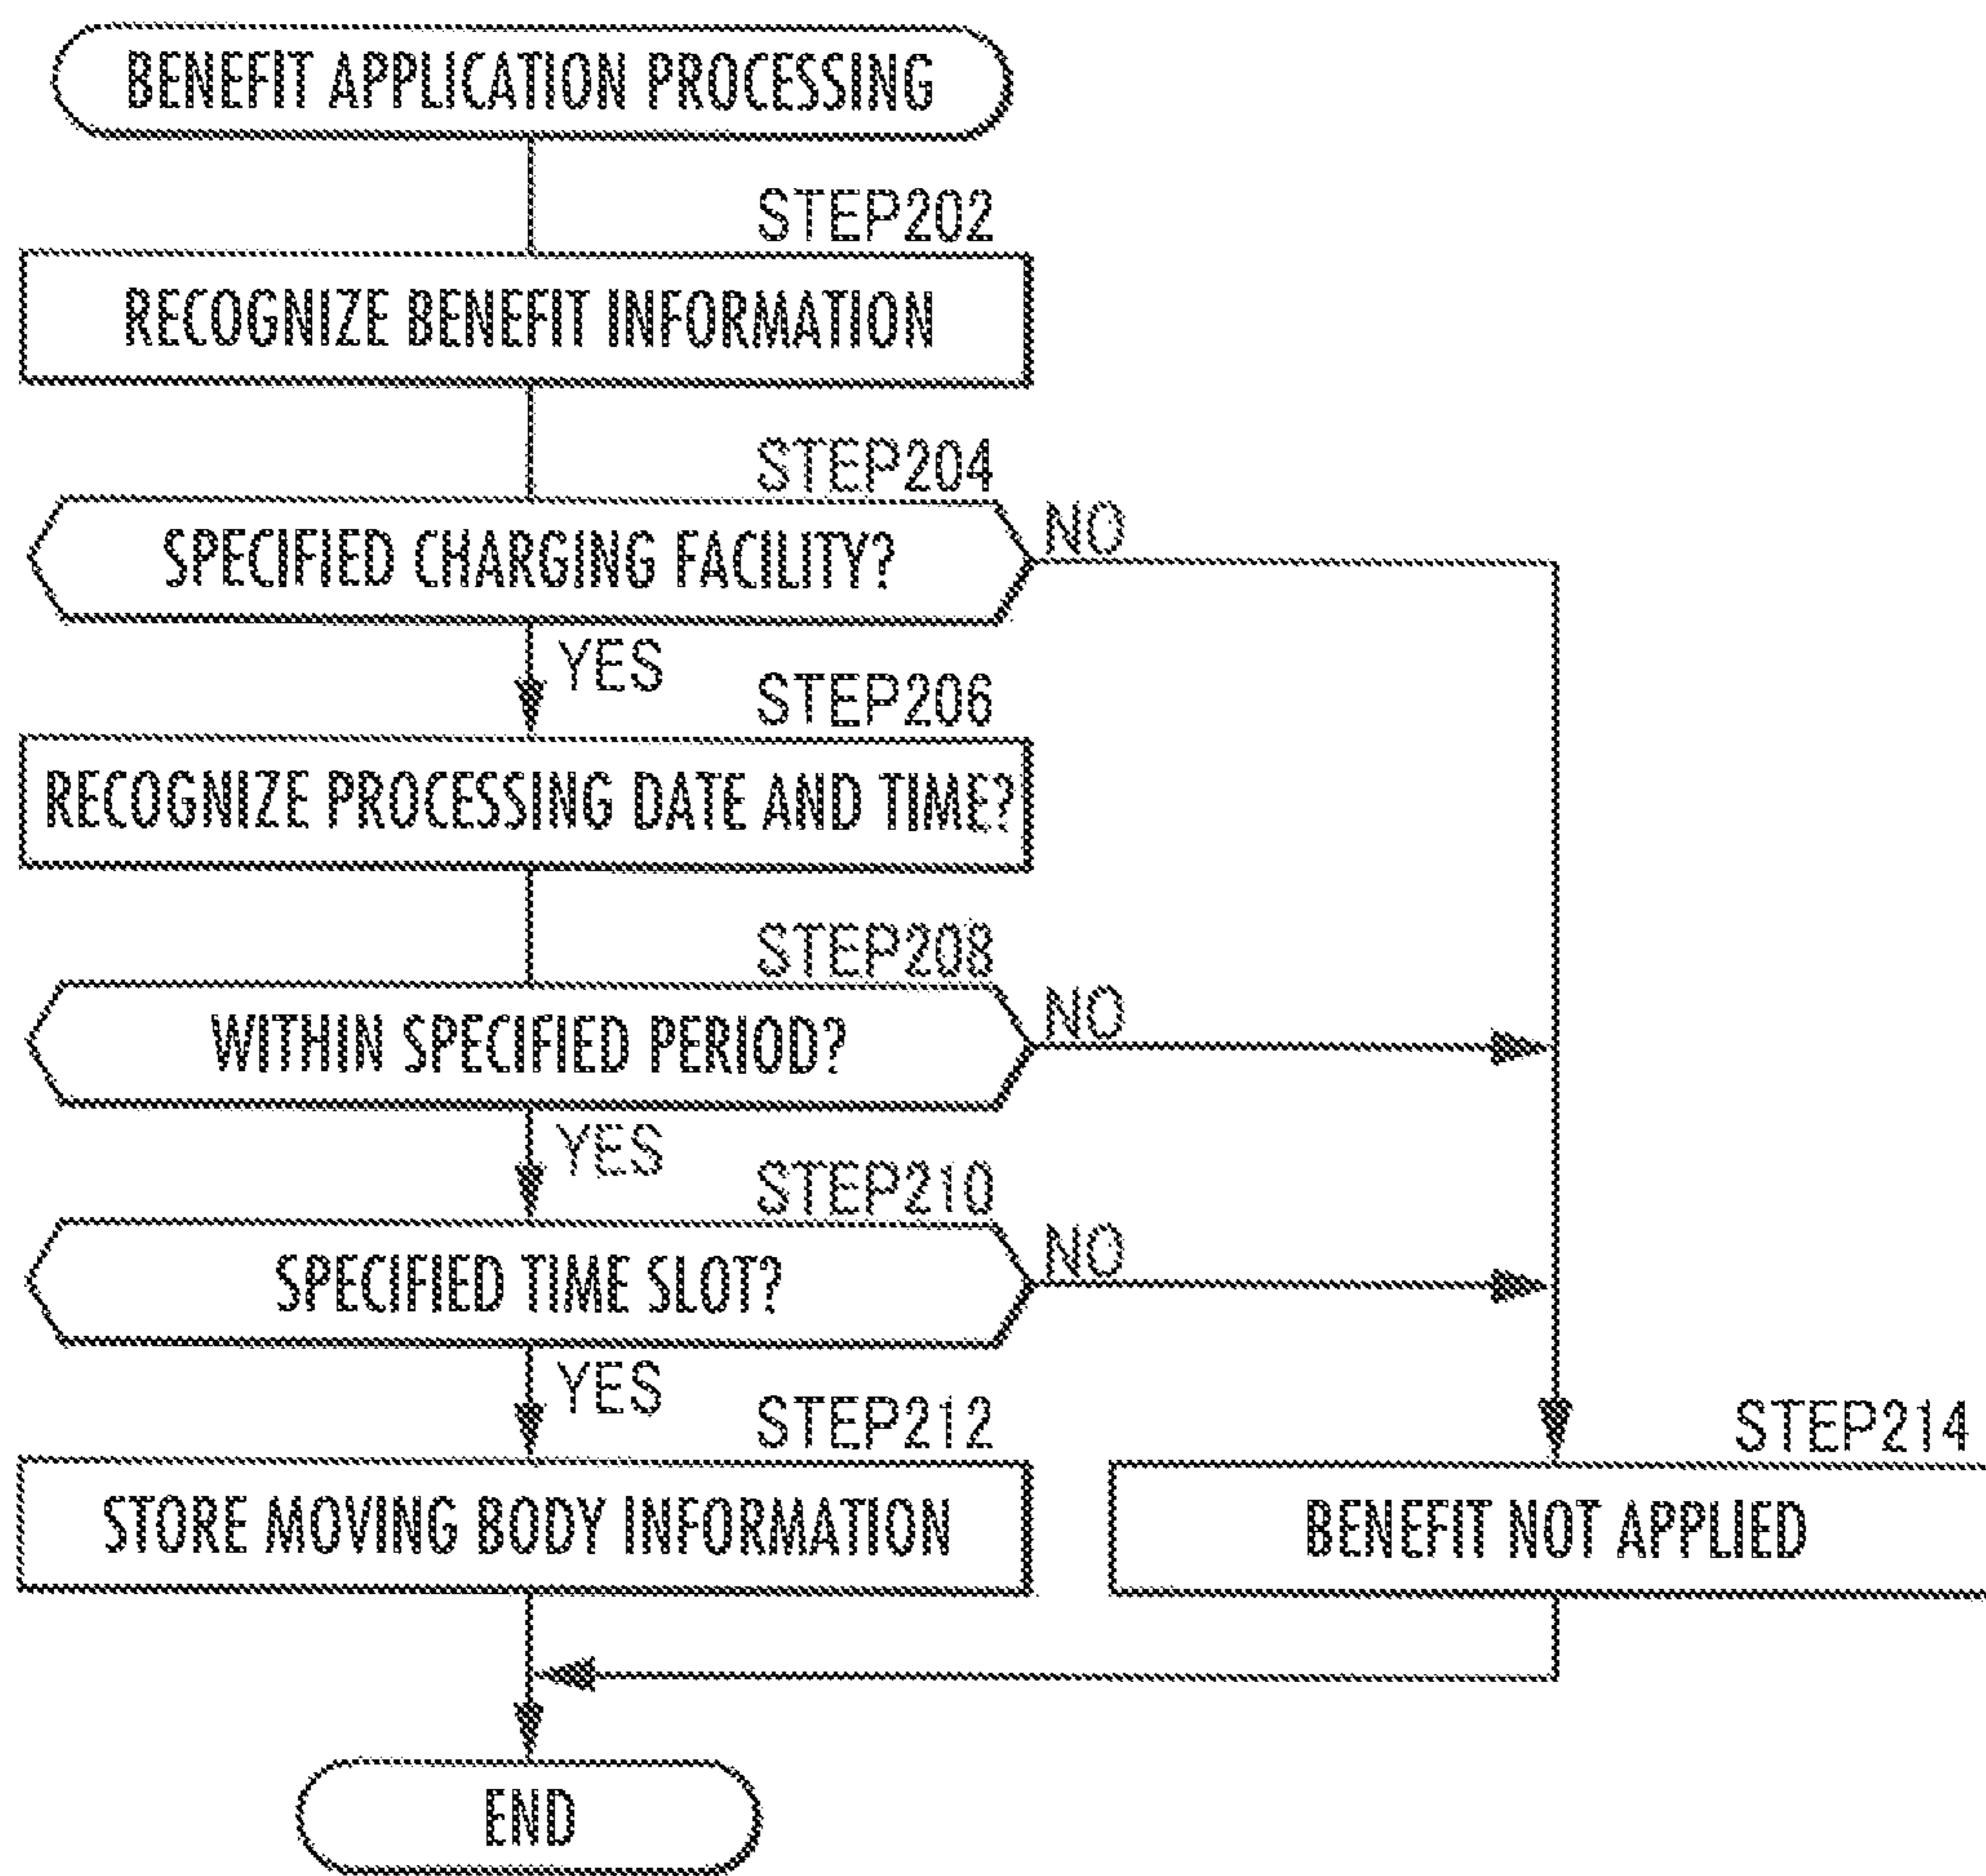 BENEFIT APPLICATION PROCESSING
STEP202
RECOGNIZE BENEFIT INFORMATION
STEP204
SPECIFIED CHARGING FACILITY?
NO
YES
STEP206
RECOGNIZE PROCESSING DATE AND TIME?
STEP208
WITHIN SPECIFIED PERIOD?
NO
YES
STEP210
SPECIFIED TIME SLOT?
NO
YES
STEP212
STORE MOVING BODY INFORMATION
STEP214
BENEFIT NOT APPLIED
END